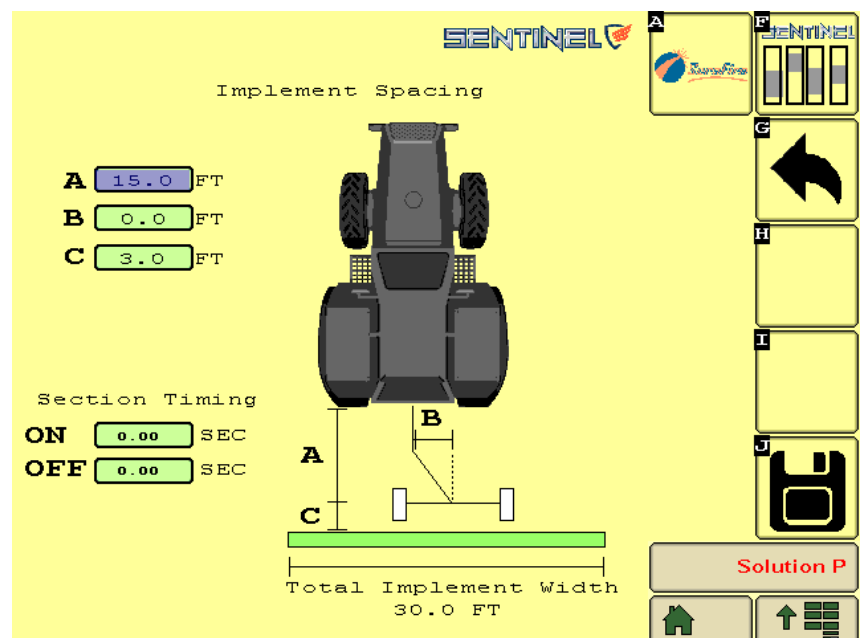 SENTINEL
Implement Spacing
A 15.0 FT
B 0.0 FT
C 3.0 FT
Section Timing
ON 0.00 SEC
OFF 0.00 SEC
B
A
C
Total Implement Width
30.0 FT
A
SureFire
F
SENTINEL
G
H
I
J
Solution P